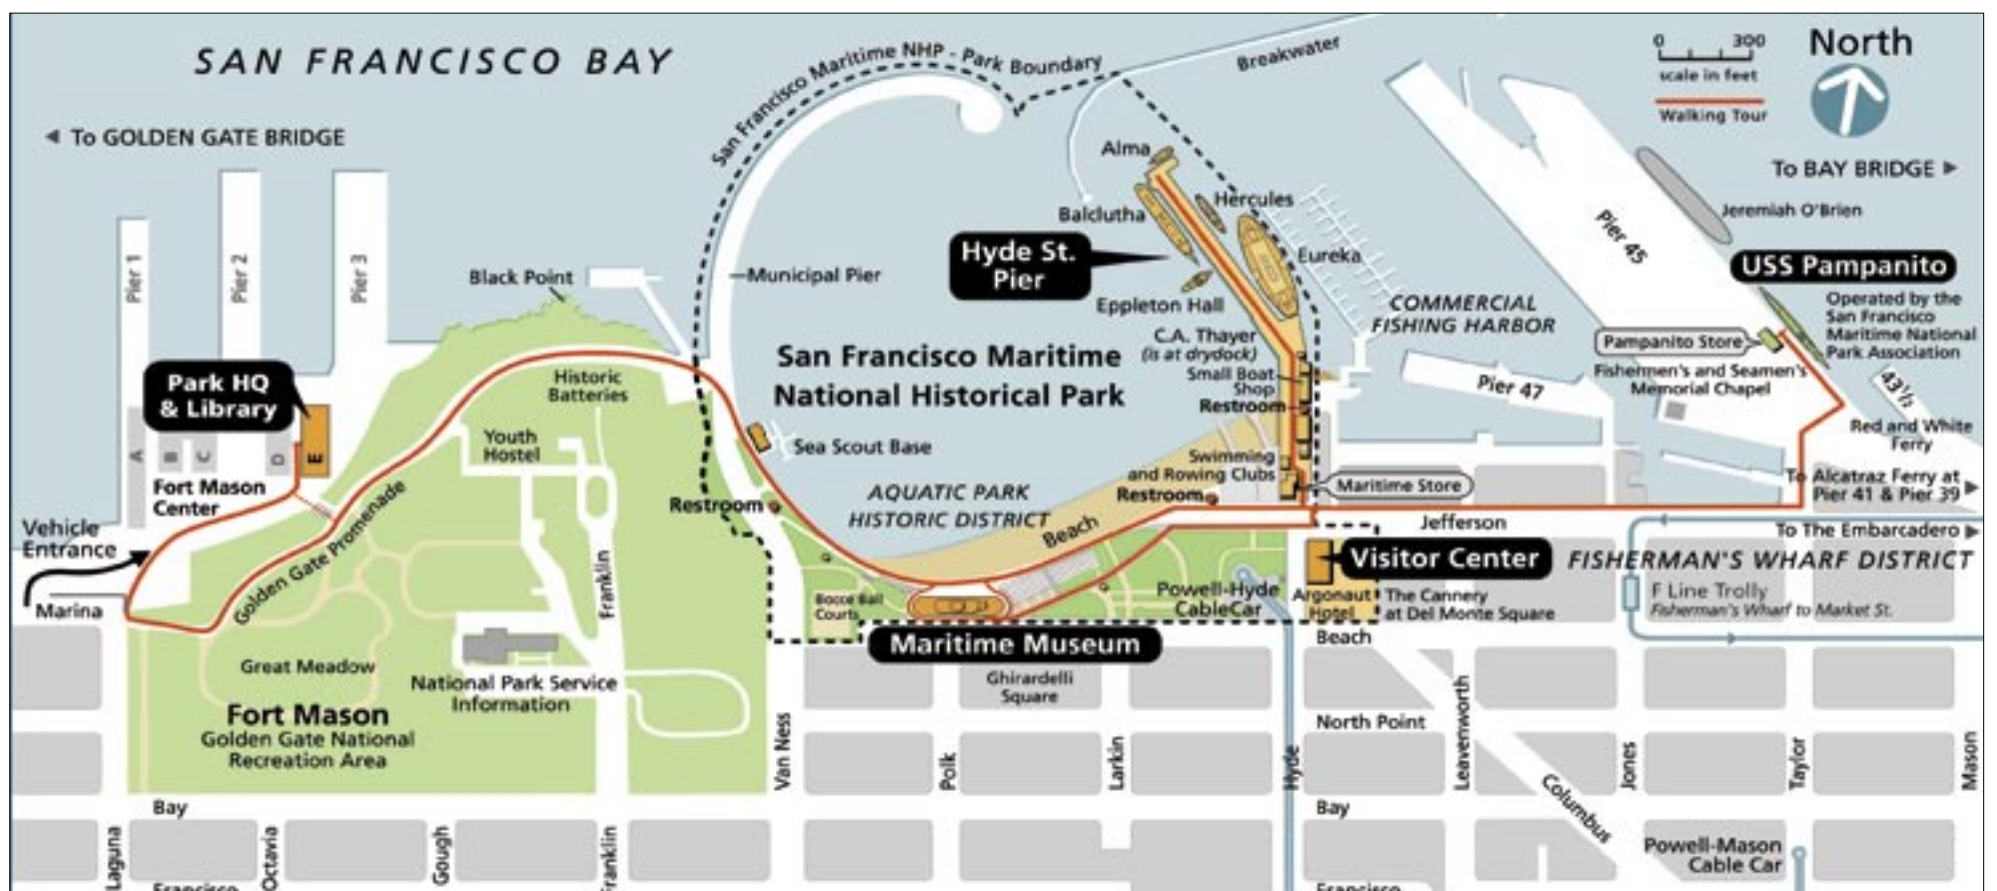 SAN FRANCISCO BAY
San Francisco Maritime NHP - Park Boundary
Breakwater
0 300
scale in feet
Walking Tour
North
◀ To GOLDEN GATE BRIDGE
To BAY BRIDGE ▶
Alma
Hercules
Balclutha
Jeremiah O'Brien
Pier 45
Pier 1
Pier 2
Pier 3
Black Point
Municipal Pier
Hyde St.
Pier
Eureka
USS Pampanito
Eppleton Hall
COMMERCIAL
FISHING HARBOR
Operated by the
San Francisco
Maritime National
Park Association
Pampanito Store
C.A. Thayer
(is at drydock)
Small Boat
Shop
Restroom
San Francisco Maritime
National Historical Park
Pier 47
Fishermen's and Seamen's
Memorial Chapel
43½
Red and White
Ferry
Park HQ
& Library
Historic
Batteries
Youth
Hostel
Sea Scout Base
A
B
C
D
E
Fort Mason
Center
Swimming
and Rowing Clubs
Restroom
Maritime Store
To Alcatraz Ferry at
Pier 41 & Pier 39 ▶
Restroom
AQUATIC PARK
HISTORIC DISTRICT
Beach
Jefferson
To The Embarcadero ▶
Vehicle
Entrance
Golden Gate Promenade
Franklin
Visitor Center
FISHERMAN'S WHARF DISTRICT
Marina
Bocce Ball
Courts
Powell-Hyde
CableCar
Argonaut
Hotel
The Cannery
at Del Monte Square
F Line Trolly
Fisherman's Wharf to Market St.
Maritime Museum
Beach
Great Meadow
National Park Service
Information
Ghirardelli
Square
Fort Mason
Golden Gate National
Recreation Area
North Point
Van Ness
Polk
Larkin
Hyde
Leavenworth
Columbus
Jones
Taylor
Mason
Bay
Bay
Laguna
Octavia
Gough
Franklin
Powell-Mason
Cable Car
Francisco
Francisco